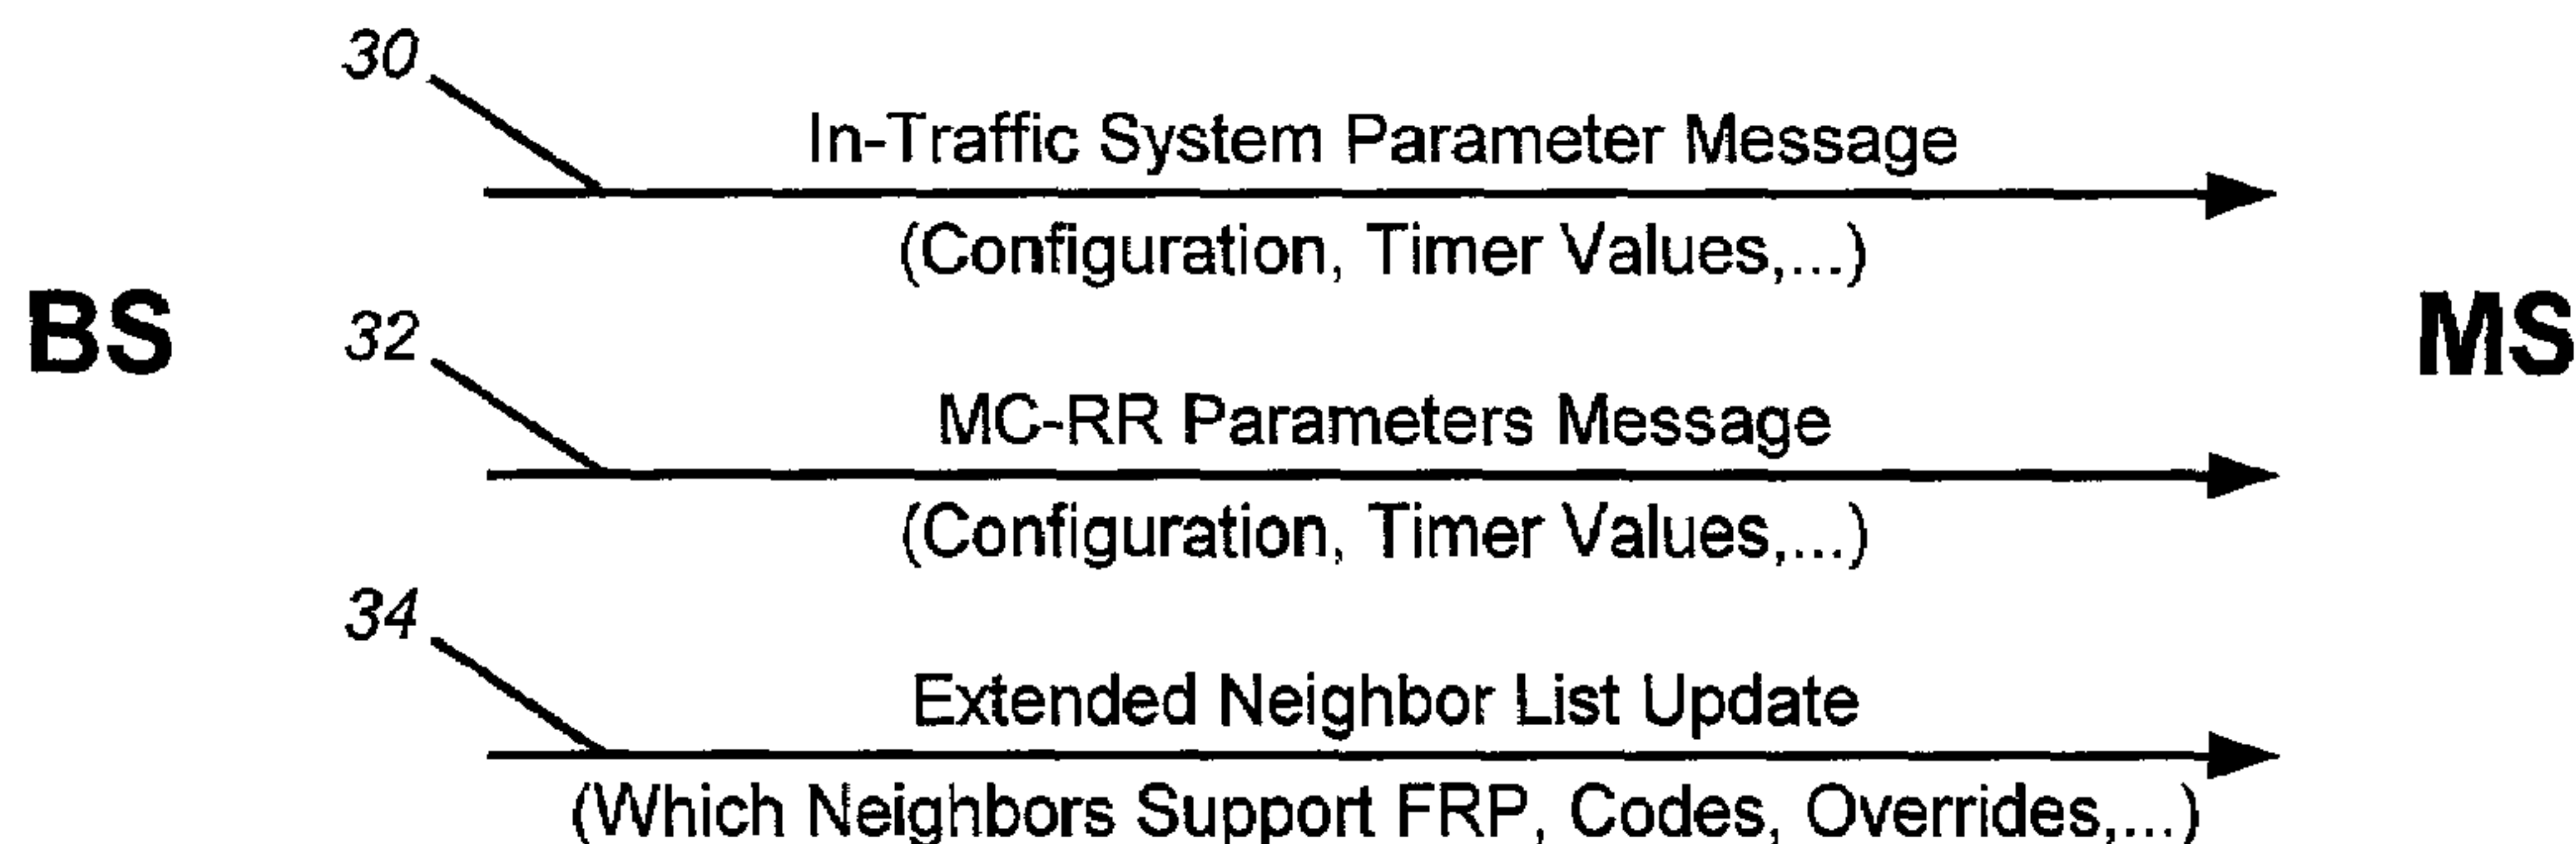 30
In-Traffic System Parameter Message
(Configuration, Timer Values,...)
BS
MS
32
MC-RR Parameters Message
(Configuration, Timer Values,...)
34
Extended Neighbor List Update
(Which Neighbors Support FRP, Codes, Overrides,...)